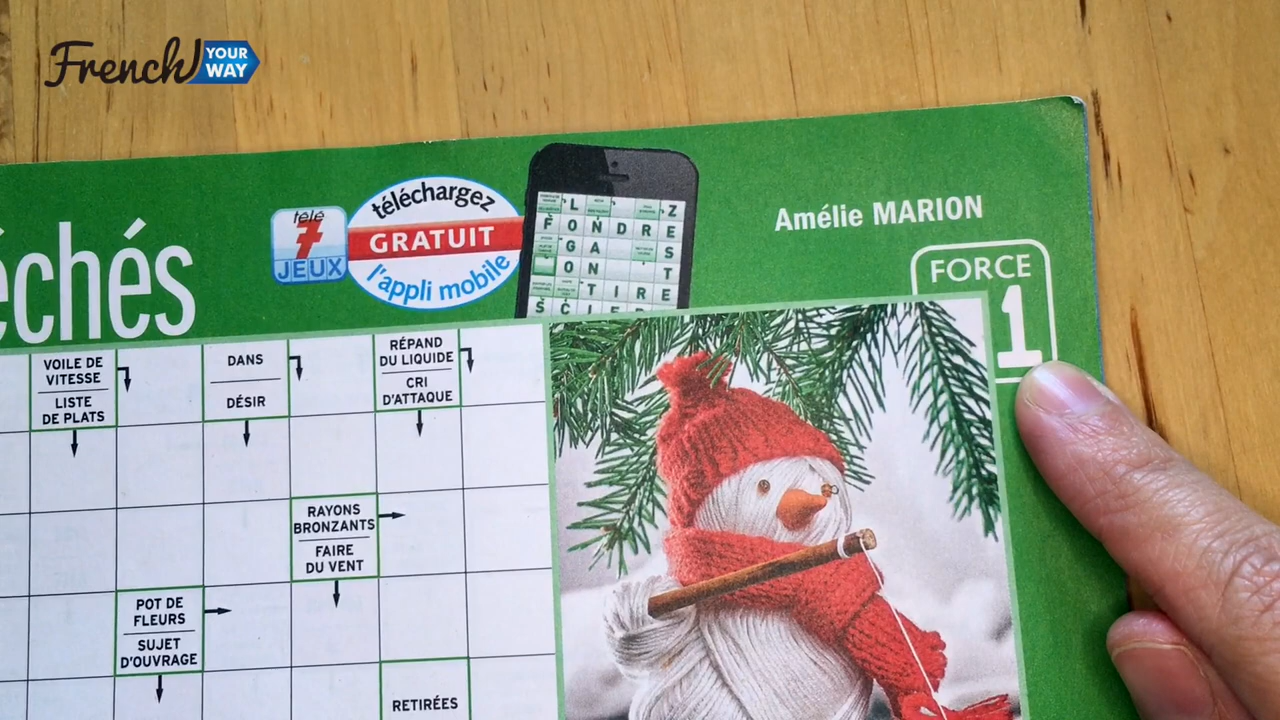 French YOUR
WAY
Amélie MARION
télé
7
JEUX
téléchargez
GRATUIT
l'appli mobile
L Z
FONDRE E
G A S
O N T
TIRE
FORCE
1
échés
VOILE DE
VITESSE
LISTE
DE PLATS
DANS
DÉSIR
RÉPAND
DU LIQUIDE
CRI
D'ATTAQUE
RAYONS
BRONZANTS
FAIRE
DU VENT
POT DE
FLEURS
SUJET
D'OUVRAGE
RETIRÉES